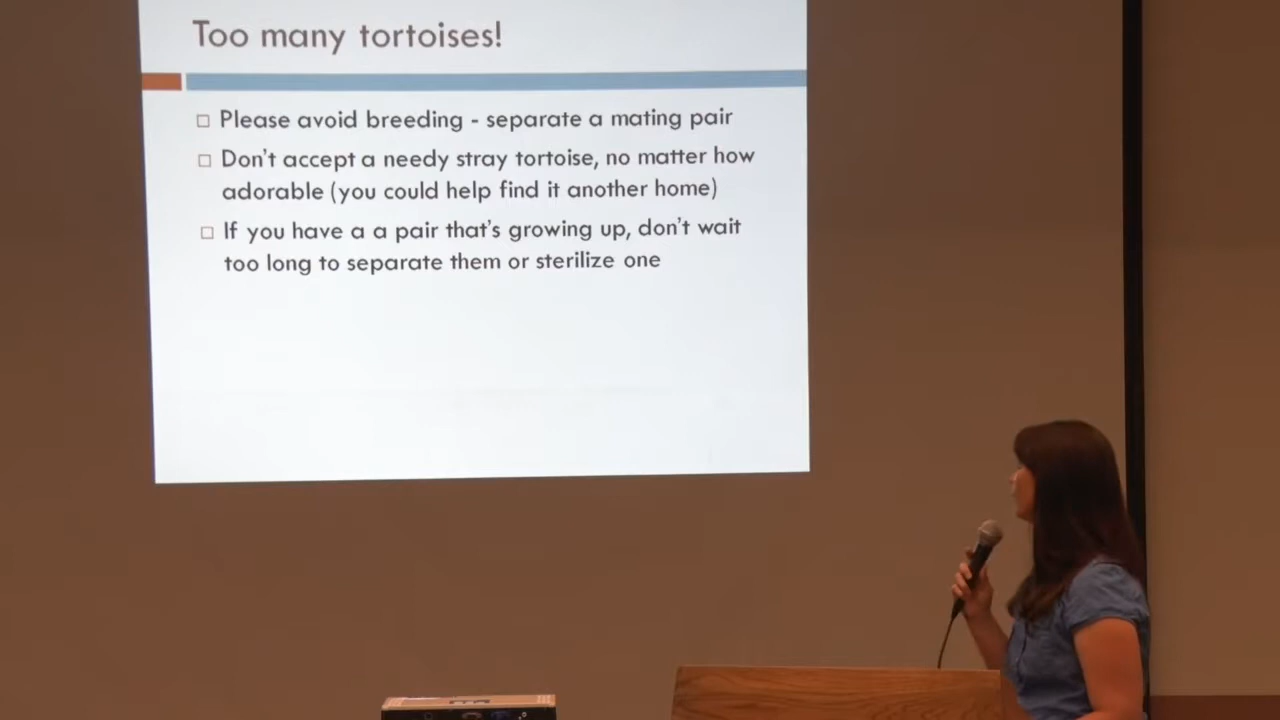 Too many tortoises!
Please avoid breeding - separate a mating pair
Don't accept a needy stray tortoise, no matter how
adorable (you could help find it another home)
If you have a a pair that's growing up, don't wait
too long to separate them or sterilize one